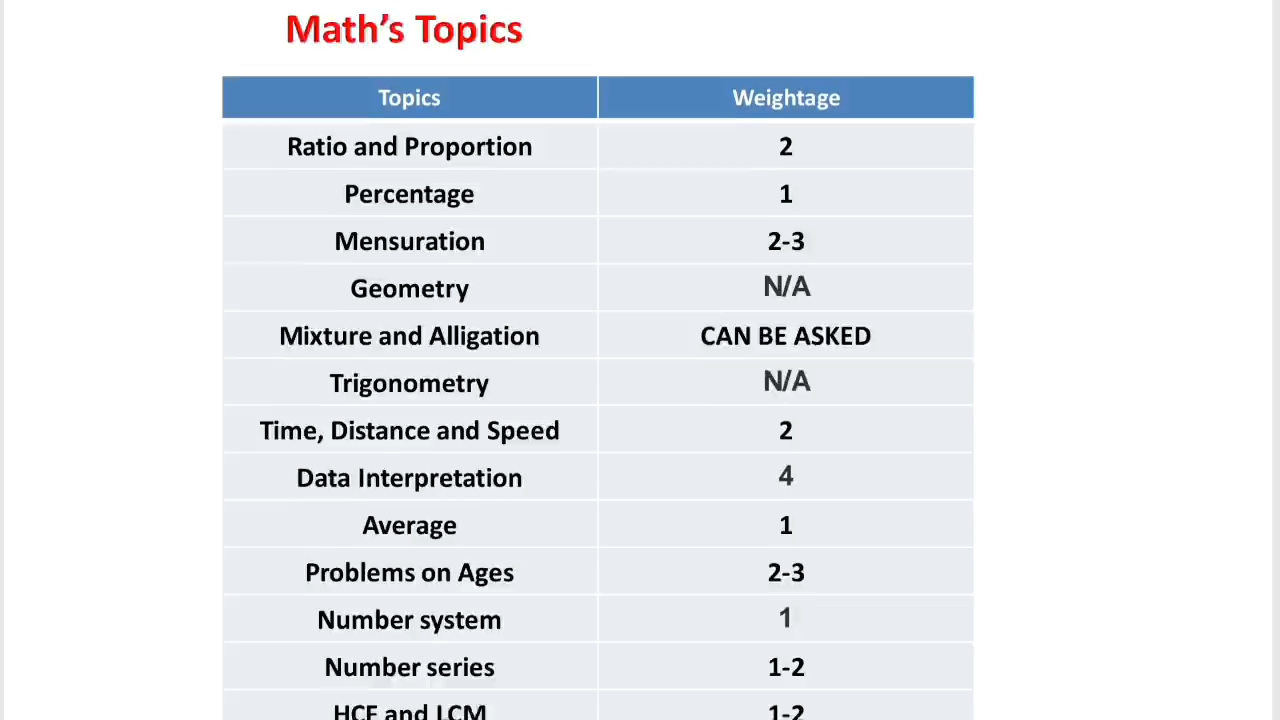 Math's Topics
Topics Weightage
Ratio and Proportion 2
Percentage 1
Mensuration 2-3
Geometry N/A
Mixture and Alligation CAN BE ASKED
Trigonometry N/A
Time, Distance and Speed 2
Data Interpretation 4
Average 1
Problems on Ages 2-3
Number system 1
Number series 1-2
HCF and LCM 1-2